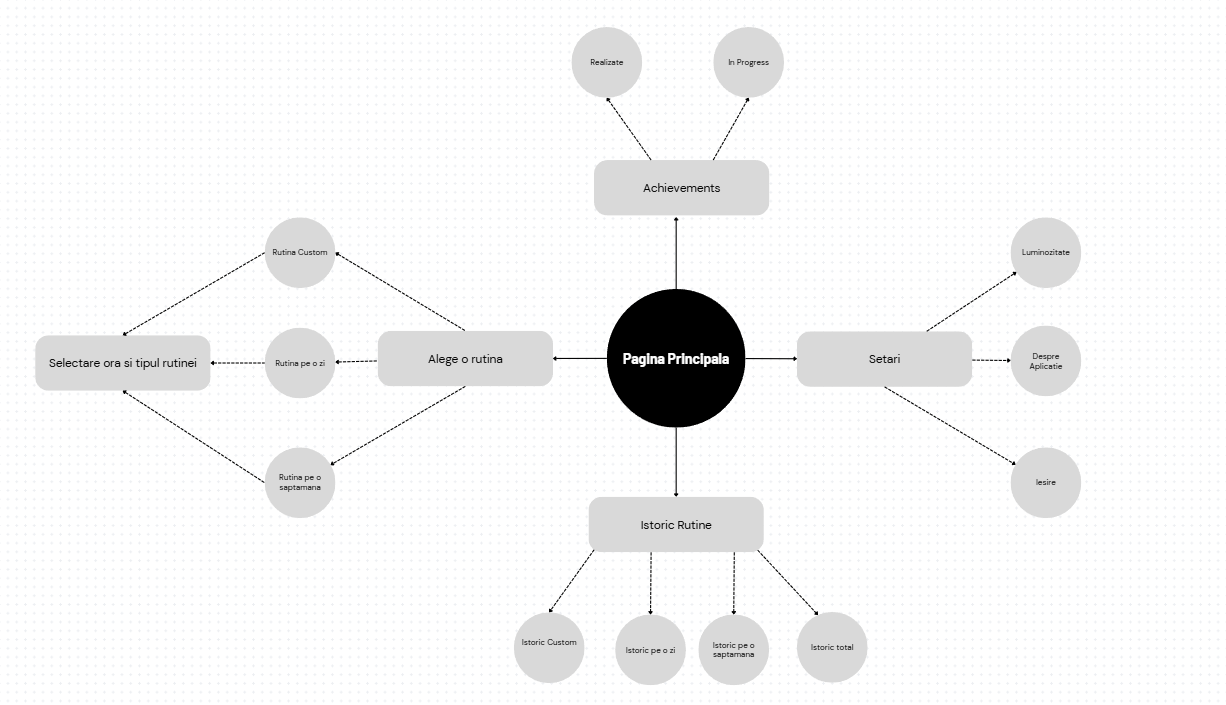 Realizate
In Progress
Achievements
Rutina Custom
Luminozitate
Selectare ora si tipul rutinei
Rutina pe o zi
Alege o rutina
Pagina Principala
Setari
Despre
Aplicatie
Rutina pe o
saptamana
Iesire
Istoric Rutine
Istoric Custom
Istoric pe o zi
Istoric pe o
saptamana
Istoric total